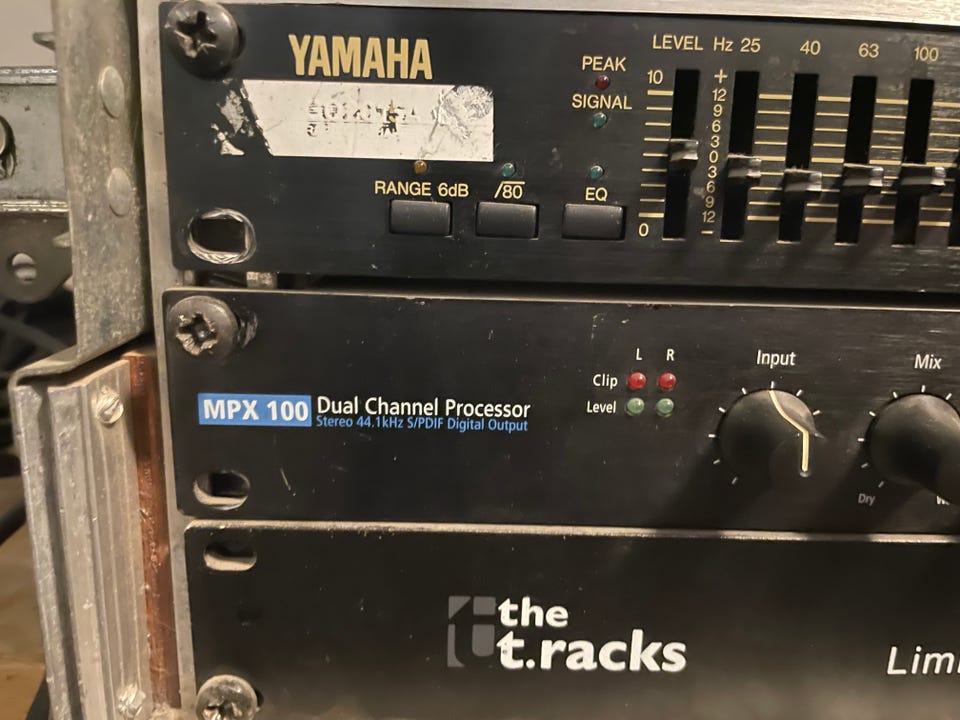 YAMAHA
PEAK
SIGNAL
RANGE 6dB
/80
EQ
LEVEL Hz 25 40 63 100
10
0
+
12
9
6
3
0
3
6
9
12
-
MPX 100 Dual Channel Processor
Stereo 44.1kHz S/PDIF Digital Output
L R
Clip
Level
Input
Mix
Dry
the
t.racks
Lim